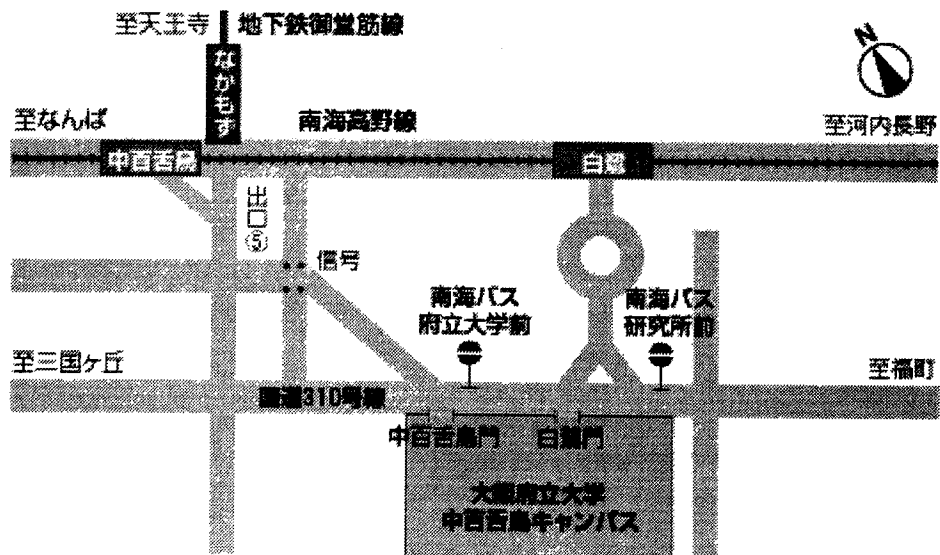 至天王寺 地下鉄御堂筋線
N
なかもず
至なんば
南海高野線
至河内長野
中百舌鳥
白鷺
出口⑤
信号
南海バス
府立大学前
南海バス
研究所前
至三国ヶ丘
至福町
国道310号線
中百舌鳥門
白鷺門
大阪府立大学
中百舌鳥キャンパス